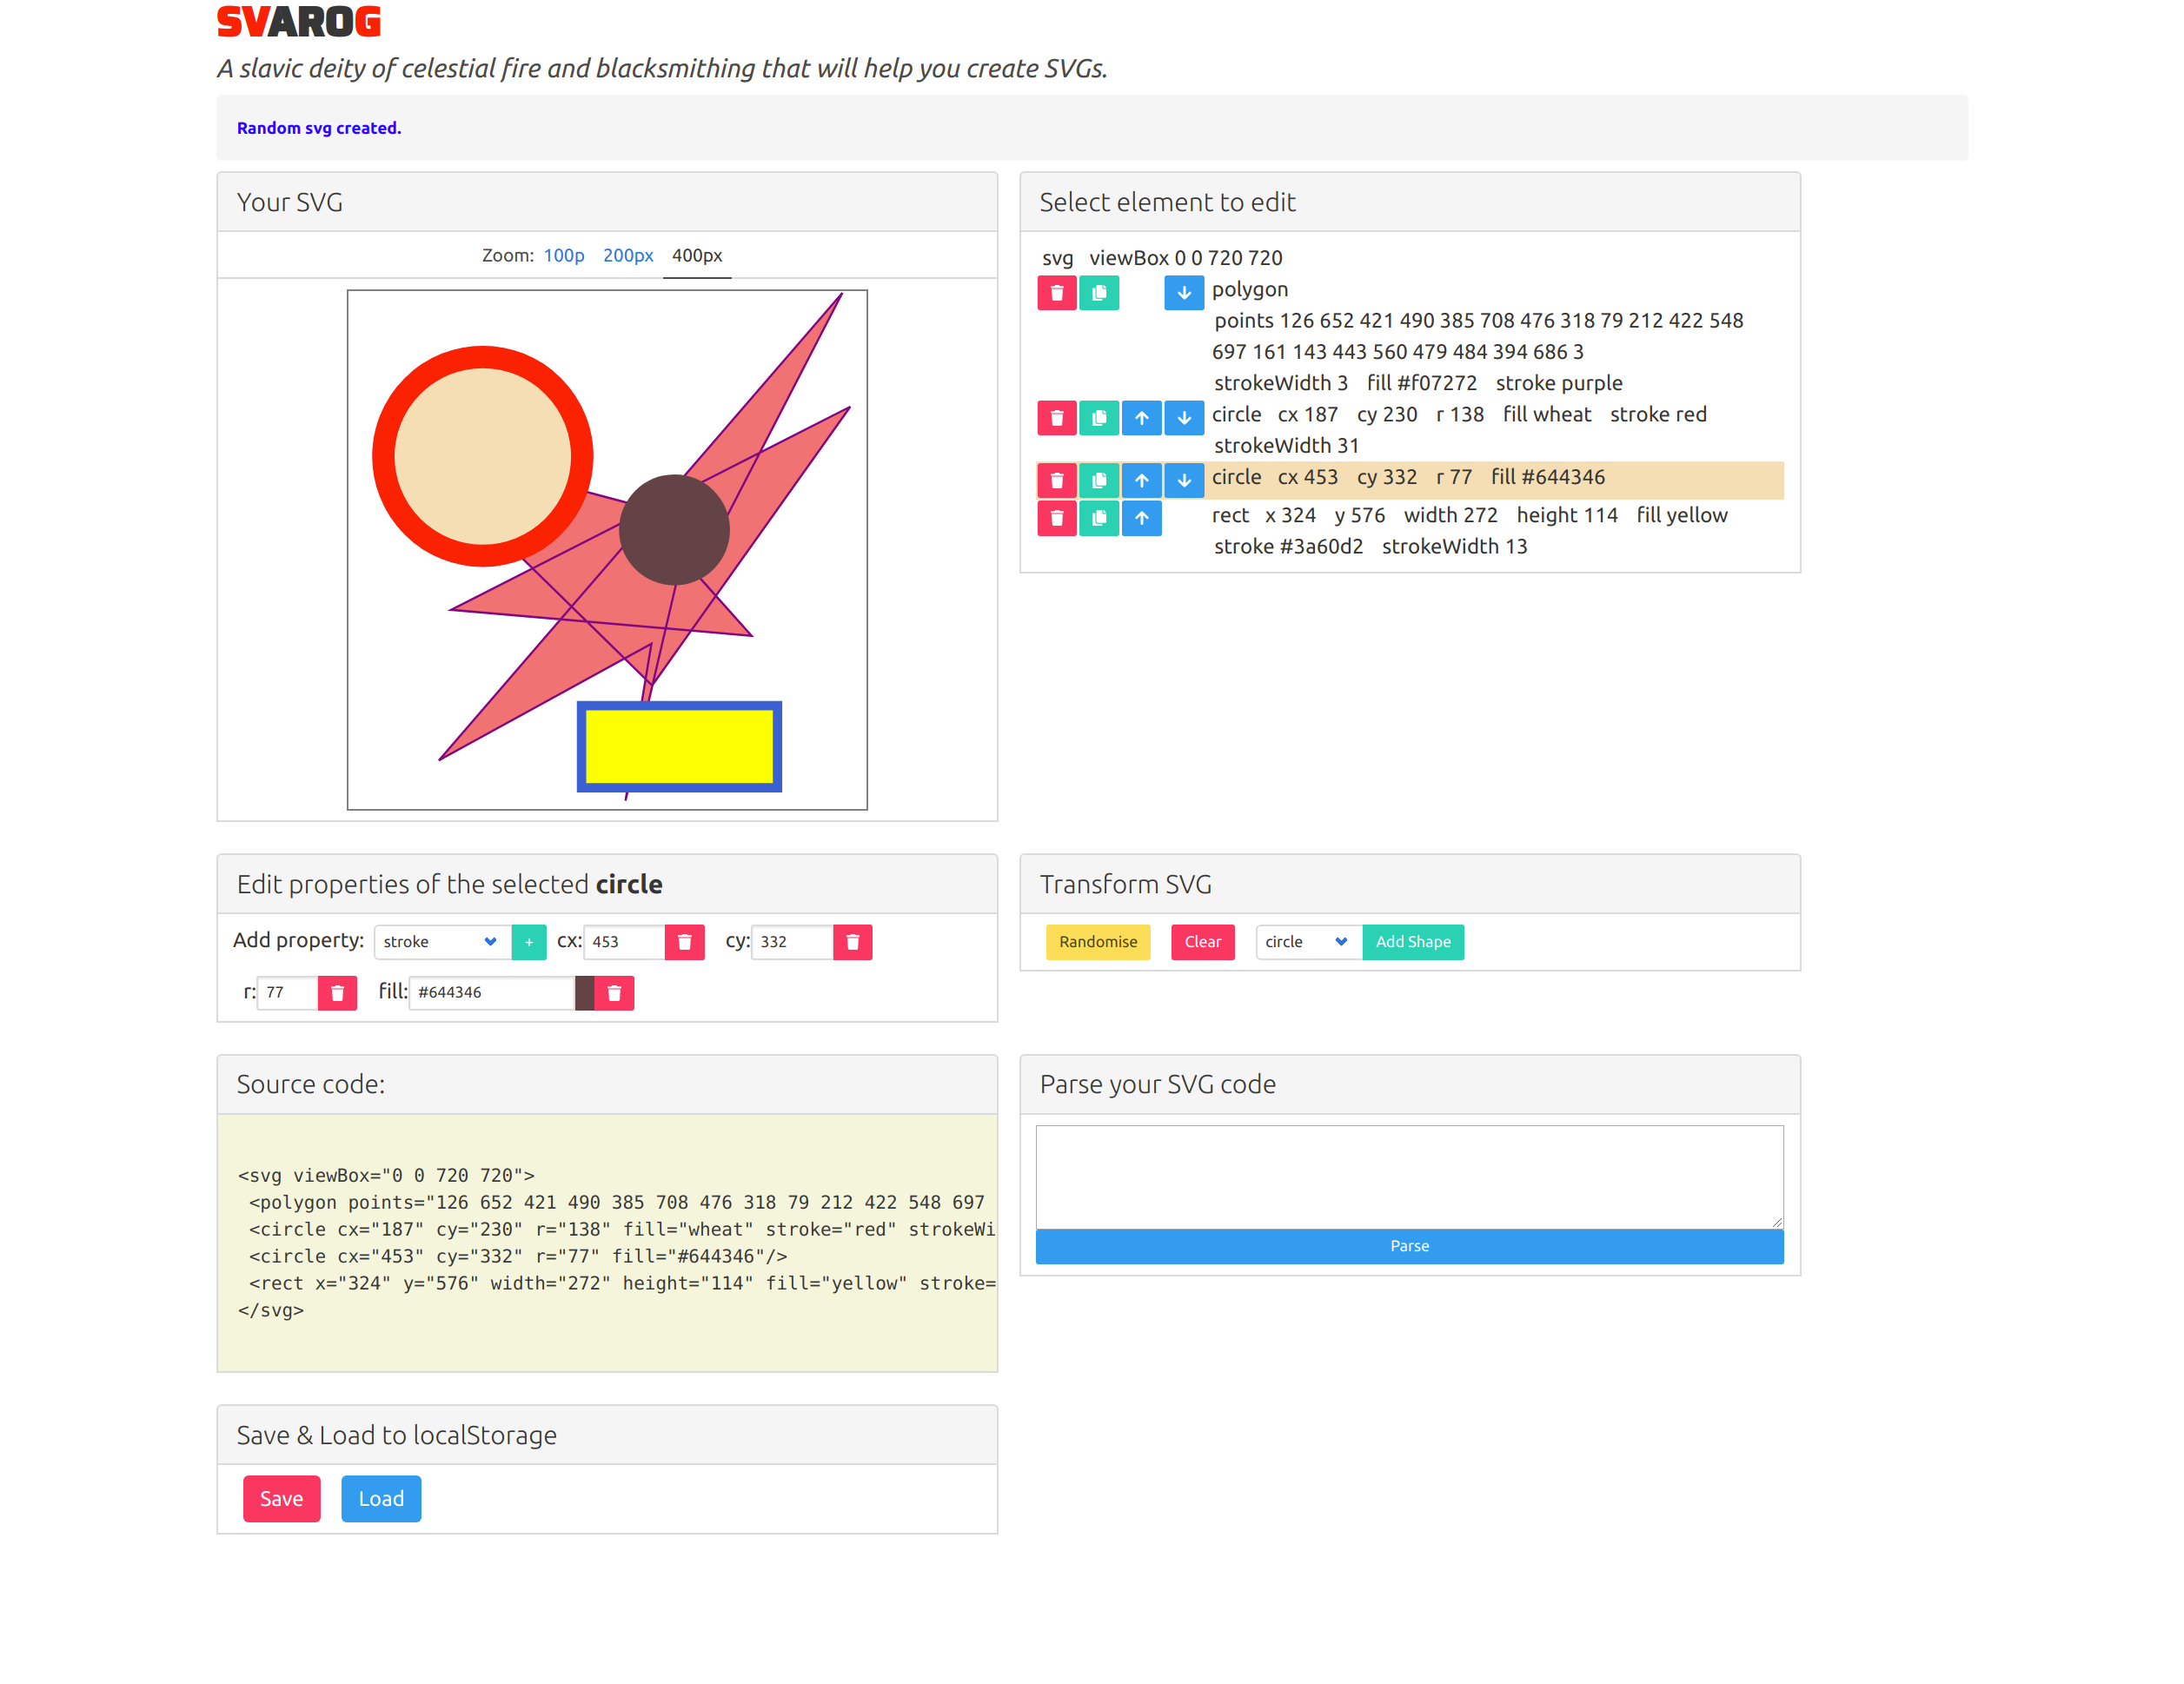 SVAROG
A slavic deity of celestial fire and blacksmithing that will help you create SVGs.
Random svg created.
Your SVG
Zoom: 100p 200px 400px
Select element to edit
svg viewBox 0 0 720 720
polygon
points 126 652 421 490 385 708 476 318 79 212 422 548
697 161 143 443 560 479 484 394 686 3
strokeWidth 3 fill #f07272 stroke purple
circle cx 187 cy 230 r 138 fill wheat stroke red
strokeWidth 31
circle cx 453 cy 332 r 77 fill #644346
rect x 324 y 576 width 272 height 114 fill yellow
stroke #3a60d2 strokeWidth 13
Edit properties of the selected circle
Add property: stroke + cx: 453 cy: 332
r: 77 fill: #644346
Transform SVG
Randomise Clear circle Add Shape
Source code:
<svg viewBox="0 0 720 720">
<polygon points="126 652 421 490 385 708 476 318 79 212 422 548 697
<circle cx="187" cy="230" r="138" fill="wheat" stroke="red" strokeWi
<circle cx="453" cy="332" r="77" fill="#644346"/>
<rect x="324" y="576" width="272" height="114" fill="yellow" stroke=
</svg>
Parse your SVG code
Parse
Save & Load to localStorage
Save Load